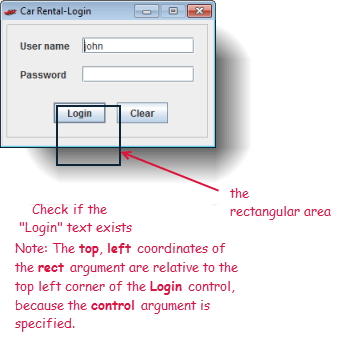 Car Rental-Login
User name john
Password
Login Clear
the
rectangular area
Check if the
"Login" text exists
Note: The top, left coordinates of
the rect argument are relative to the
top left corner of the Login control,
because the control argument is
specified.